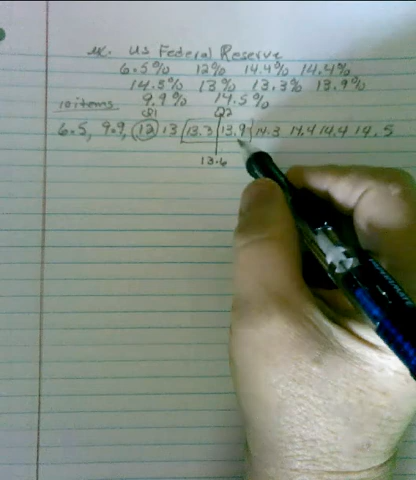 ex. US Federal Reserve
6.5% 12% 14.4% 14.4%
14.3% 13% 13.3% 13.9%
9.9% 14.5%
10 items Q1 Q2
6.5, 9.9, 12 13 13.3 13.9 14.3 14.4 14.4 14.5
13.6